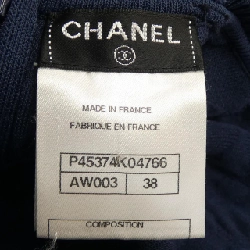 CHANEL
MADE IN FRANCE
FABRIQUE EN FRANCE
P45374K04766
AW003 38
COMPOSITION